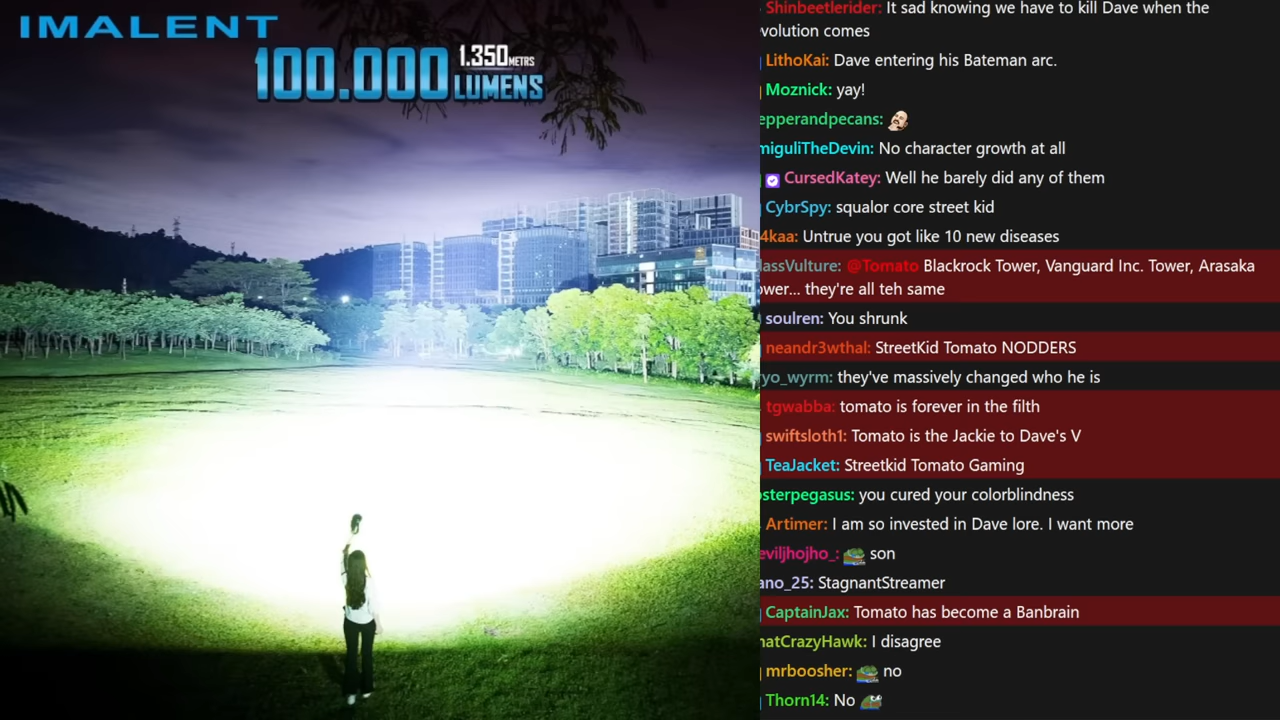 IMALENT
100.000 1.350METRS
LUMENS
Shinbeetlerider: It sad knowing we have to kill Dave when the
volution comes
LithoKai: Dave entering his Bateman arc.
Moznick: yay!
epperandpecans:
miguliTheDevin: No character growth at all
CursedKatey: Well he barely did any of them
CybrSpy: squalor core street kid
4kaa: Untrue you got like 10 new diseases
lassVulture: @Tomato Blackrock Tower, Vanguard Inc. Tower, Arasaka
ower... they're all teh same
soulren: You shrunk
neandr3wthal: StreetKid Tomato NODDERS
yo_wyrm: they've massively changed who he is
tgwabba: tomato is forever in the filth
swiftsloth1: Tomato is the Jackie to Dave's V
TeaJacket: Streetkid Tomato Gaming
sterpegasus: you cured your colorblindness
Artimer: I am so invested in Dave lore. I want more
eviljhojho_: son
ano_25: StagnantStreamer
CaptainJax: Tomato has become a Banbrain
hatCrazyHawk: I disagree
mrboosher: no
Thorn14: No